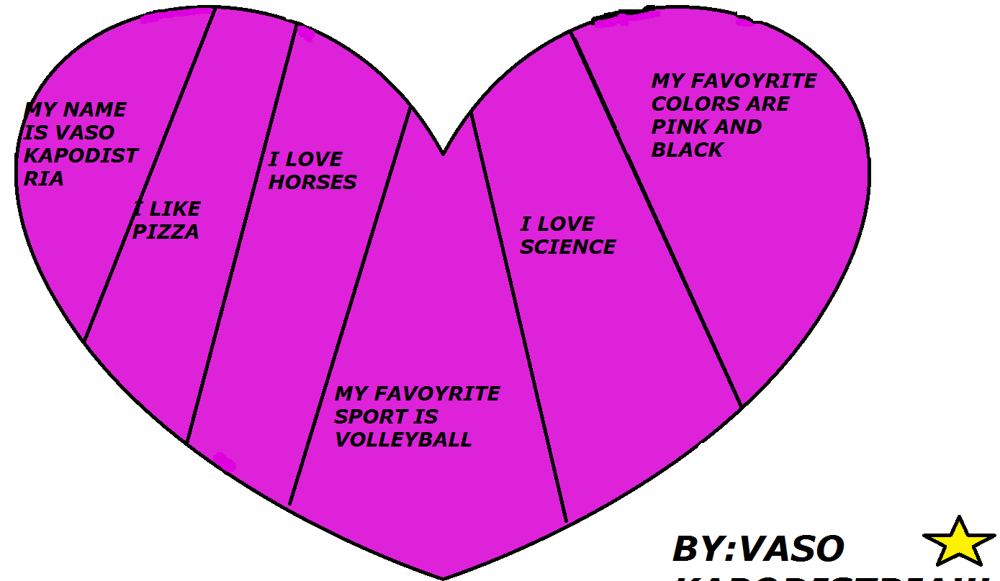 MY NAME
IS VASO
KAPODIST
RIA
I LIKE
PIZZA
I LOVE
HORSES
MY FAVOYRITE
SPORT IS
VOLLEYBALL
I LOVE
SCIENCE
MY FAVOYRITE
COLORS ARE
PINK AND
BLACK
BY:VASO